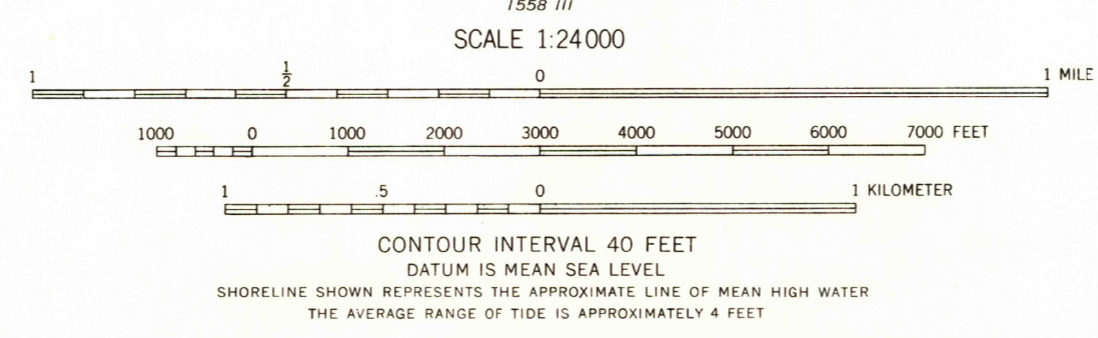 1558 III
SCALE 1:24000
1 1/2 0 1 MILE
1000 0 1000 2000 3000 4000 5000 6000 7000 FEET
1 .5 0 1 KILOMETER
CONTOUR INTERVAL 40 FEET
DATUM IS MEAN SEA LEVEL
SHORELINE SHOWN REPRESENTS THE APPROXIMATE LINE OF MEAN HIGH WATER
THE AVERAGE RANGE OF TIDE IS APPROXIMATELY 4 FEET